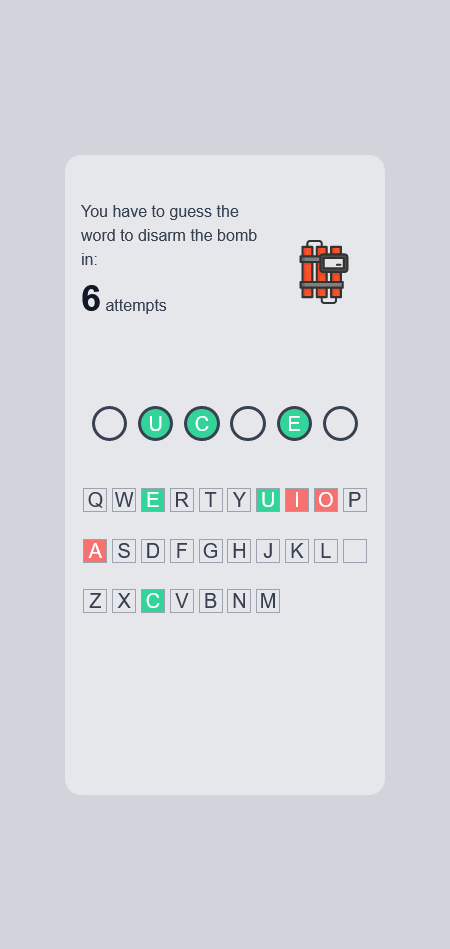 You have to guess the
word to disarm the bomb
in:
6 attempts
U C E
Q W E R T Y U I O P
A S D F G H J K L
Z X C V B N M